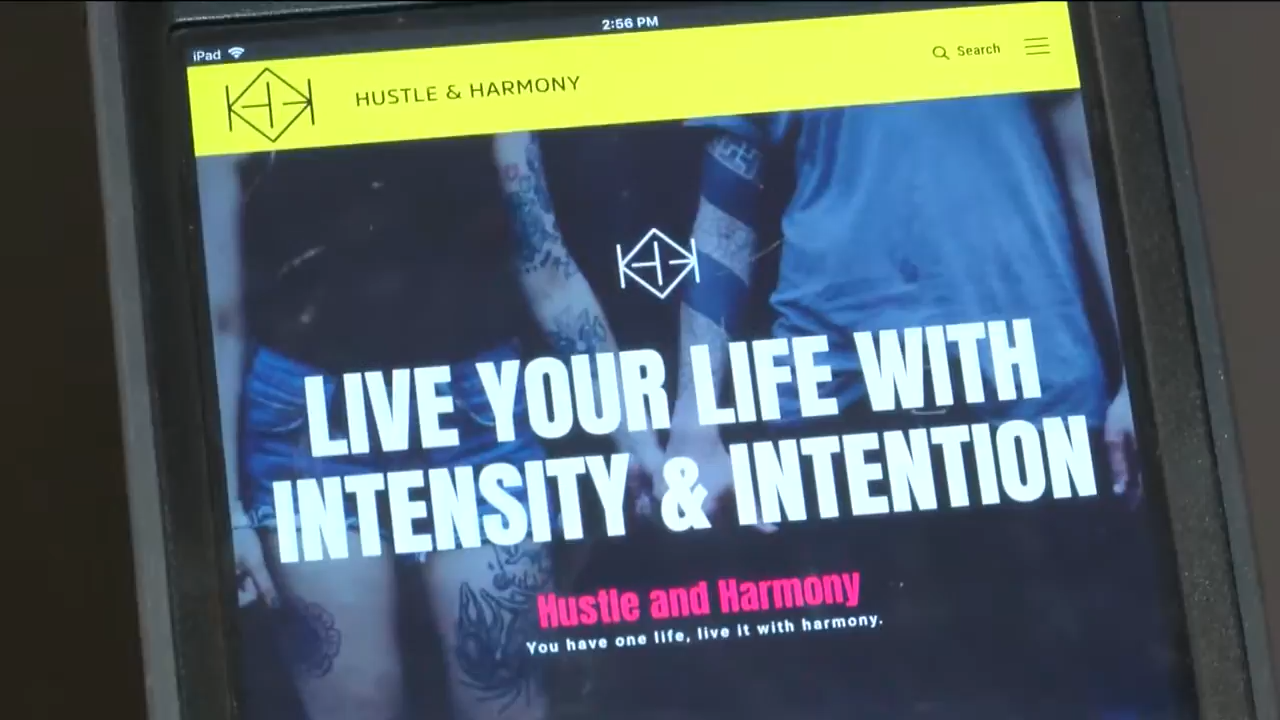 2:56 PM
iPad
HUSTLE & HARMONY
Search
LIVE YOUR LIFE WITH
INTENSITY & INTENTION
Hustle and Harmony
You have one life, live it with harmony.